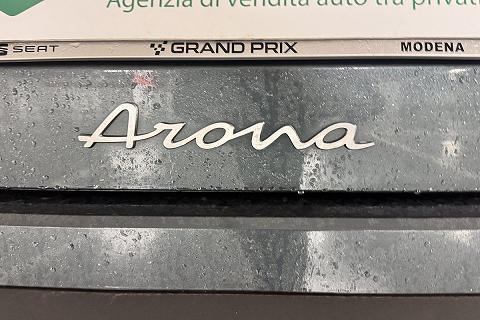 Agenzia di vendita auto tra privati
SEAT GRAND PRIX MODENA
Arona